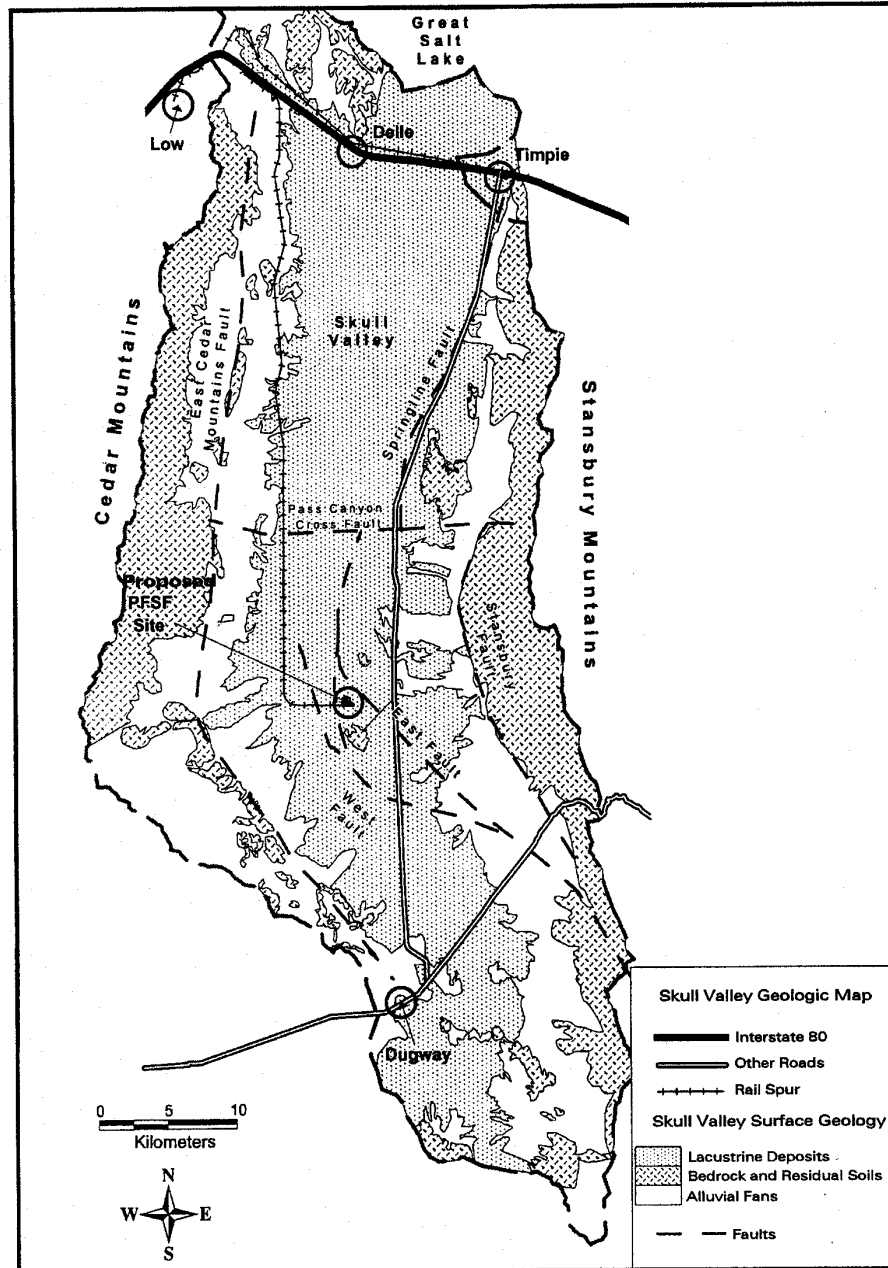 Great
Salt
Lake
Low
Delle
Timpie
Skull
Valley
Cedar Mountains
East Cedar
Mountains Fault
Springline Fault
Stansbury Mountains
Pass Canyon
Cross Fault
Proposed
PFSF
Site
Stansbury
Fault
East Fault
West
Fault
Dugway
0 5 10
Kilometers
N
W E
S
Skull Valley Geologic Map
Interstate 80
Other Roads
Rail Spur
Skull Valley Surface Geology
Lacustrine Deposits
Bedrock and Residual Soils
Alluvial Fans
Faults